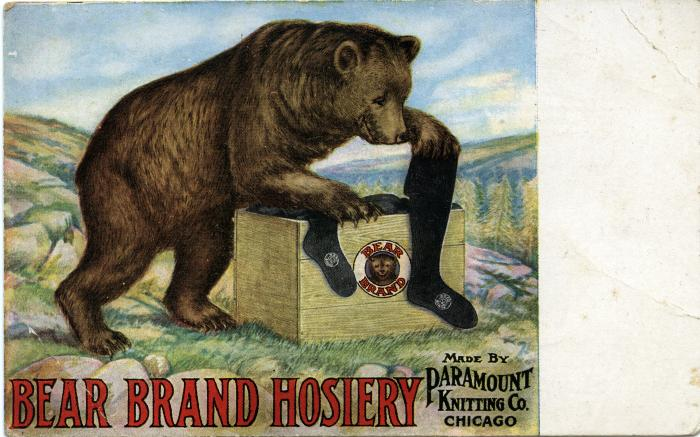 BEAR
BRAND
BEAR BRAND HOSIERY
MADE BY
PARAMOUNT
KNITTING CO.
CHICAGO